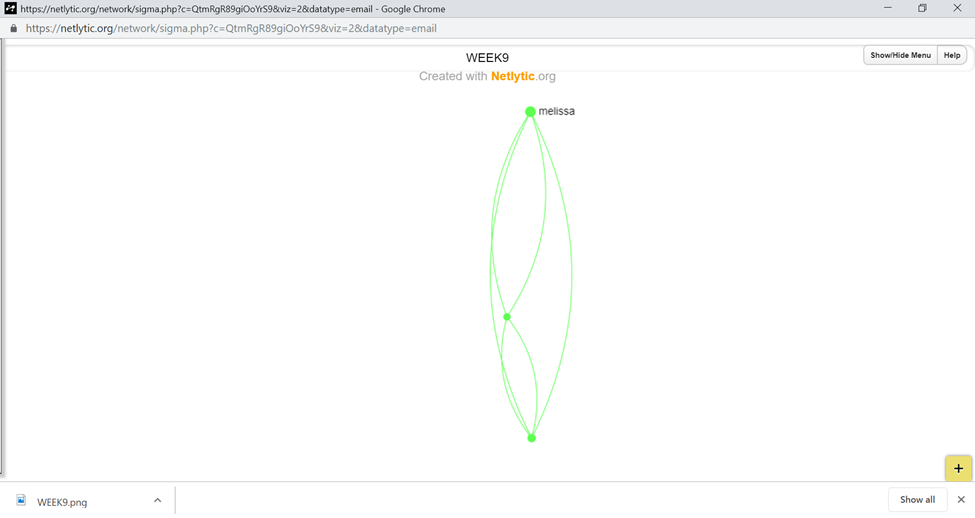 https://netlytic.org/network/sigma.php?c=QtmRgR89giOoYrS9&viz=2&datatype=email - Google Chrome
https://netlytic.org/network/sigma.php?c=QtmRgR89giOoYrS9&viz=2&datatype=email
WEEK9
Show/Hide Menu
Help
Created with Netlytic.org
melissa
+
WEEK9.png
Show all